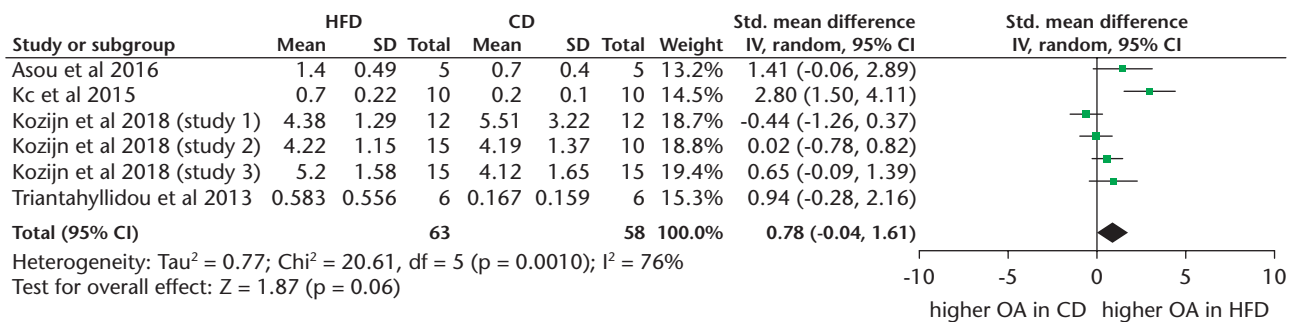 HFD CD Std. mean difference Std. mean difference
Study or subgroup Mean SD Total Mean SD Total Weight IV, random, 95% CI IV, random, 95% CI
Asou et al 2016 1.4 0.49 5 0.7 0.4 5 13.2% 1.41 (-0.06, 2.89)
Kc et al 2015 0.7 0.22 10 0.2 0.1 10 14.5% 2.80 (1.50, 4.11)
Kozijn et al 2018 (study 1) 4.38 1.29 12 5.51 3.22 12 18.7% -0.44 (-1.26, 0.37)
Kozijn et al 2018 (study 2) 4.22 1.15 15 4.19 1.37 10 18.8% 0.02 (-0.78, 0.82)
Kozijn et al 2018 (study 3) 5.2 1.58 15 4.12 1.65 15 19.4% 0.65 (-0.09, 1.39)
Triantahyllidou et al 2013 0.583 0.556 6 0.167 0.159 6 15.3% 0.94 (-0.28, 2.16)
Total (95% CI) 63 58 100.0% 0.78 (-0.04, 1.61)
Heterogeneity: Tau² = 0.77; Chi² = 20.61, df = 5 (p = 0.0010); I² = 76%
Test for overall effect: Z = 1.87 (p = 0.06)
-10 -5 0 5 10
higher OA in CD higher OA in HFD